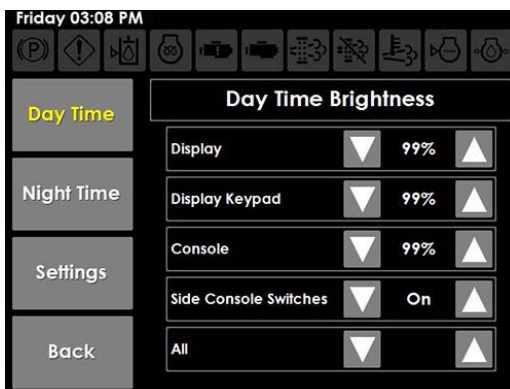 Friday 03:08 PM
(P)
Day Time
Day Time Brightness
Display 99%
Display Keypad 99%
Night Time
Console 99%
Settings
Side Console Switches On
Back
All